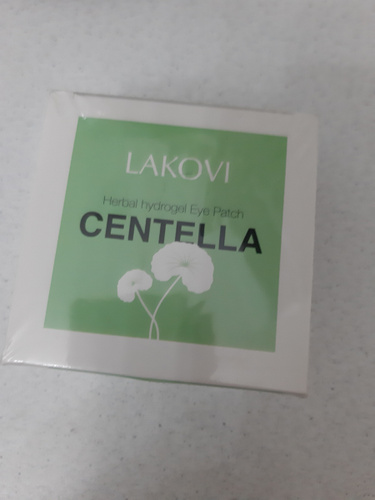 LAKOVI
Herbal hydrogel Eye Patch
CENTELLA